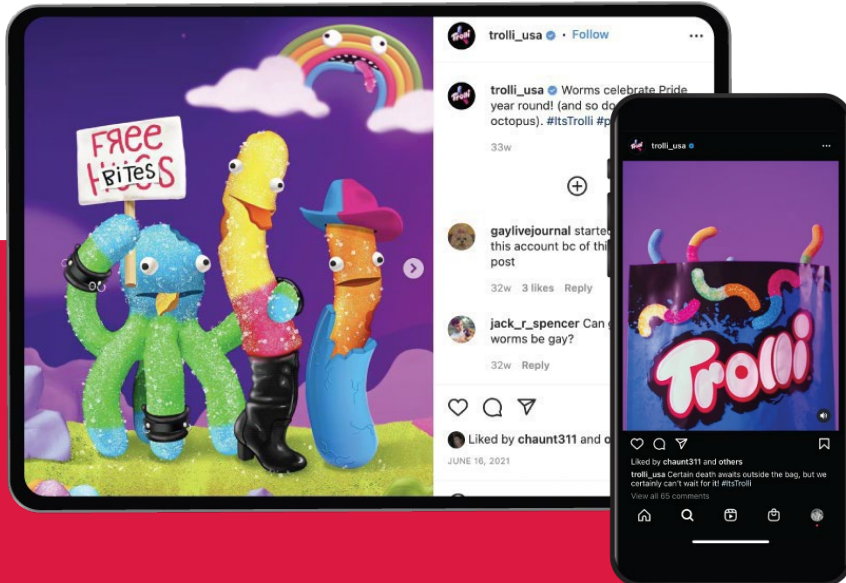 FREE
HUGS
BiTES
trolli_usa · Follow
trolli_usa Worms celebrate Pride
year round! (and so do
octopus). #ItsTrolli
33w
gaylivejournal
this account bc of
post
32w 3 likes Reply
jack_r_spencer Can
worms be gay?
32w Reply
Liked by chaunt311 and
JUNE 16, 2021
Trolli
trolli_usa
Trolli
Trolli
Liked by chaunt311 and others
trolli_usa Certain death awaits outside the bag, but we
certainly can't wait for it! #ItsTrolli
View all 65 comments